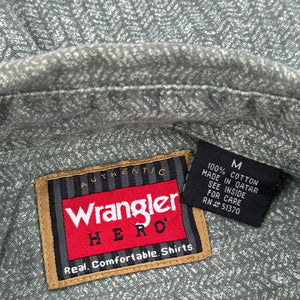 AUTHENTIC
Wrangler
HERO®
Real. Comfortable Shirts.
M
100% COTTON
MADE IN QATAR
SEE INSIDE
FOR CARE
RN# 51370